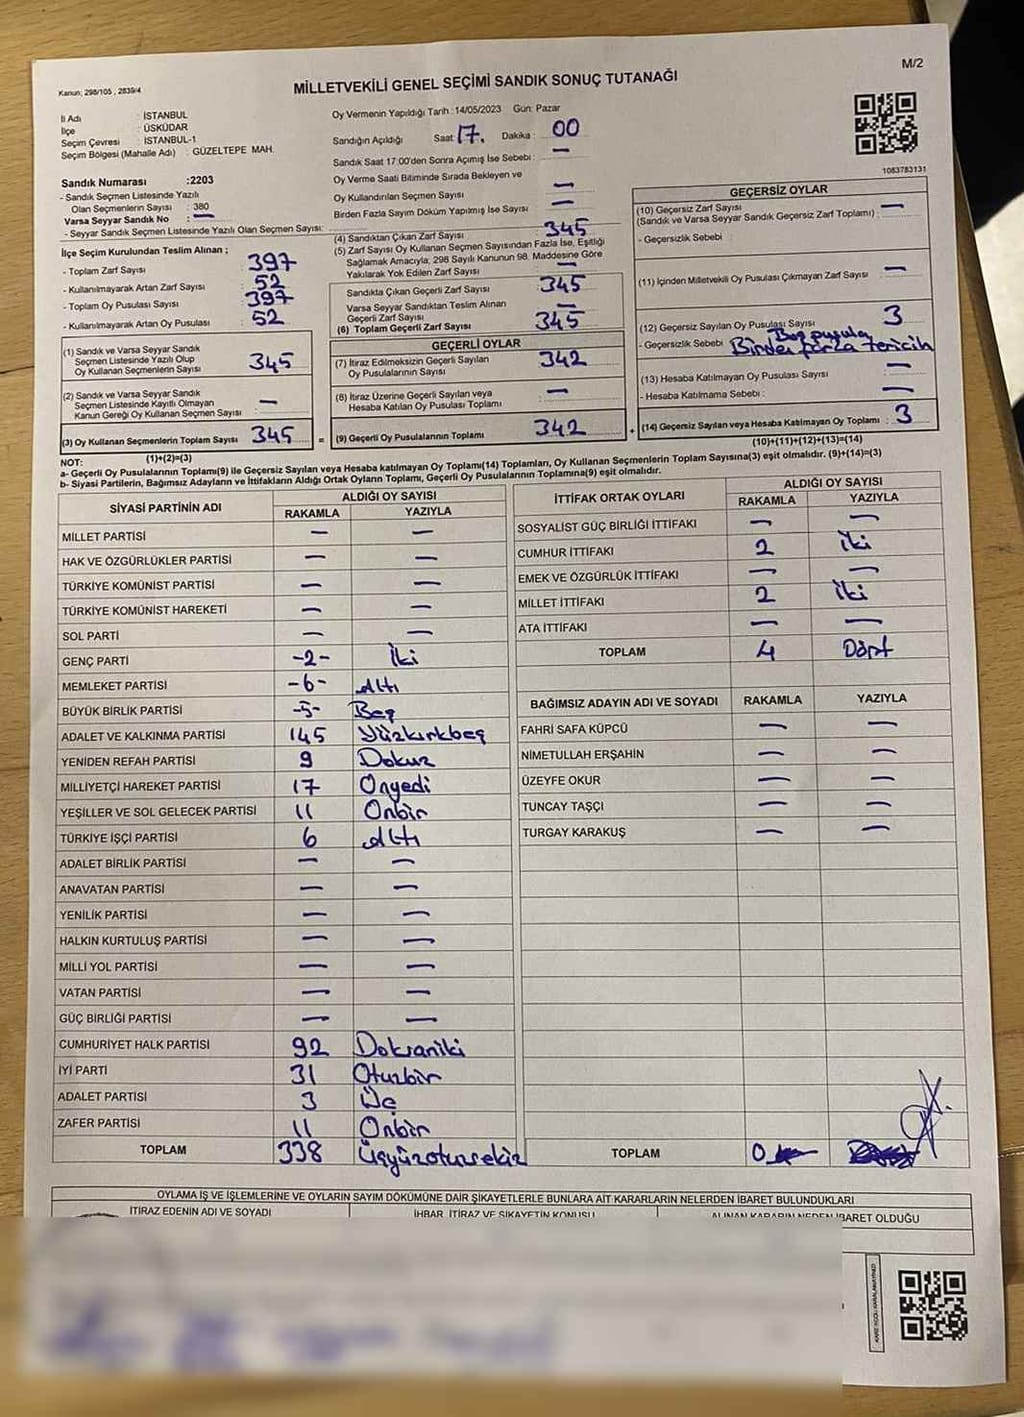 M/2
Kanun; 298/105 , 2839/4
MİLLETVEKİLİ GENEL SEÇİMİ SANDIK SONUÇ TUTANAĞI
İl Adı : İSTANBUL
İlçe : ÜSKÜDAR
Seçim Çevresi : İSTANBUL-1
Seçim Bölgesi (Mahalle Adı) : GÜZELTEPE MAH.
Sandık Numarası :2203
- Sandık Seçmen Listesinde Yazılı
Olan Seçmenlerin Sayısı : 380
Varsa Seyyar Sandık No : —
- Seyyar Sandık Seçmen Listesinde Yazılı Olan Seçmen Sayısı:
Oy Vermenin Yapıldığı Tarih : 14/05/2023 Gün: Pazar
Sandığın Açıldığı Saat : 17. Dakika : 00
Sandık Saat 17:00'den Sonra Açımış İse Sebebi : —
Oy Verme Saati Bitiminde Sırada Bekleyen ve
Oy Kullandırılan Seçmen Sayısı —
Birden Fazla Sayım Döküm Yapılmış İse Sayısı —
1083783131
İlçe Seçim Kurulundan Teslim Alınan ;
- Toplam Zarf Sayısı : 397
- Kullanılmayarak Artan Zarf Sayısı : 52
- Toplam Oy Pusulası Sayısı : 397
- Kullanılmayarak Artan Oy Pusulası : 52
(1) Sandık ve Varsa Seyyar Sandık
Seçmen Listesinde Yazılı Olup
Oy Kullanan Seçmenlerin Sayısı : 345
(2) Sandık ve Varsa Seyyar Sandık
Seçmen Listesinde Kayıtlı Olmayan
Kanun Gereği Oy Kullanan Seçmen Sayısı : —
(3) Oy Kullanan Seçmenlerin Toplam Sayısı 345 =
(1)+(2)=(3)
(4) Sandıktan Çıkan Zarf Sayısı : 345
(5) Zarf Sayısı Oy Kullanan Seçmen Sayısından Fazla İse, Eşitliği
Sağlamak Amacıyla, 298 Sayılı Kanunun 98. Maddesine Göre
Yakılarak Yok Edilen Zarf Sayısı : —
Sandıkta Çıkan Geçerli Zarf Sayısı : 345
Varsa Seyyar Sandıktan Teslim Alınan
Geçerli Zarf Sayısı : —
(6) Toplam Geçerli Zarf Sayısı : 345
GEÇERLİ OYLAR
(7) İtiraz Edilmeksizin Geçerli Sayılan
Oy Pusulalarının Sayısı : 342
(8) İtiraz Üzerine Geçerli Sayılan veya
Hesaba Katılan Oy Pusulası Toplamı : —
(9) Geçerli Oy Pusulalarının Toplamı : 342 +
GEÇERSİZ OYLAR
(10) Geçersiz Zarf Sayısı
(Sandık ve Varsa Seyyar Sandık Geçersiz Zarf Toplamı) : —
- Geçersizlik Sebebi :
(11) İçinden Milletvekili Oy Pusulası Çıkmayan Zarf Sayısı : —
(12) Geçersiz Sayılan Oy Pusulası Sayısı : 3
Boş pusula
- Geçersizlik Sebebi : Birden fazla tericih
(13) Hesaba Katılmayan Oy Pusulası Sayısı : —
- Hesaba Katılmama Sebebi : —
(14) Geçersiz Sayılan veya Hesaba Katılmayan Oy Toplamı : 3
(10)+(11)+(12)+(13)=(14)
NOT:
a- Geçerli Oy Pusulalarının Toplamı(9) ile Geçersiz Sayılan veya Hesaba katılmayan Oy Toplamı(14) Toplamları, Oy Kullanan Seçmenlerin Toplam Sayısına(3) eşit olmalıdır. (9)+(14)=(3)
b- Siyasi Partilerin, Bağımsız Adayların ve İttifakların Aldığı Ortak Oyların Toplamı, Geçerli Oy Pusulalarının Toplamına(9) eşit olmalıdır.
SİYASİ PARTİNİN ADI ALDIĞI OY SAYISI
RAKAMLA YAZIYLA
MİLLET PARTİSİ — —
HAK VE ÖZGÜRLÜKLER PARTİSİ — —
TÜRKİYE KOMÜNİST PARTİSİ — —
TÜRKİYE KOMÜNİST HAREKETİ — —
SOL PARTİ — —
GENÇ PARTİ -2- İki
MEMLEKET PARTİSİ -6- Altı
BÜYÜK BİRLİK PARTİSİ -5- Beş
ADALET VE KALKINMA PARTİSİ 145 Yüzkırkbeş
YENİDEN REFAH PARTİSİ 9 Dokuz
MİLLİYETÇİ HAREKET PARTİSİ 17 Onyedi
YEŞİLLER VE SOL GELECEK PARTİSİ 11 Onbir
TÜRKİYE İŞÇİ PARTİSİ 6 Altı
ADALET BİRLİK PARTİSİ — —
ANAVATAN PARTİSİ — —
YENİLİK PARTİSİ — —
HALKIN KURTULUŞ PARTİSİ — —
MİLLİ YOL PARTİSİ — —
VATAN PARTİSİ — —
GÜÇ BİRLİĞİ PARTİSİ — —
CUMHURİYET HALK PARTİSİ 92 Doksaniki
İYİ PARTİ 31 Otuzbir
ADALET PARTİSİ 3 Üç
ZAFER PARTİSİ 11 Onbir
TOPLAM 338 Üçyüzotuzsekiz
İTTİFAK ORTAK OYLARI ALDIĞI OY SAYISI
RAKAMLA YAZIYLA
SOSYALİST GÜÇ BİRLİĞİ İTTİFAKI — —
CUMHUR İTTİFAKI 2 İki
EMEK VE ÖZGÜRLÜK İTTİFAKI — —
MİLLET İTTİFAKI 2 İki
ATA İTTİFAKI — —
TOPLAM 4 Dört
BAĞIMSIZ ADAYIN ADI VE SOYADI RAKAMLA YAZIYLA
FAHRİ SAFA KÜPCÜ — —
NİMETULLAH ERŞAHİN — —
ÜZEYFE OKUR — —
TUNCAY TAŞÇI — —
TURGAY KARAKUŞ — —
TOPLAM 0
OYLAMA İŞ VE İŞLEMLERİNE VE OYLARIN SAYIM DÖKÜMÜNE DAİR ŞİKAYETLERLE BUNLARA AİT KARARLARIN NELERDEN İBARET BULUNDUKLARI
İTİRAZ EDENİN ADI VE SOYADI İHBAR, İTİRAZ VE ŞİKAYETİN KONUSU ALINAN KARARIN NEDEN İBARET OLDUĞU